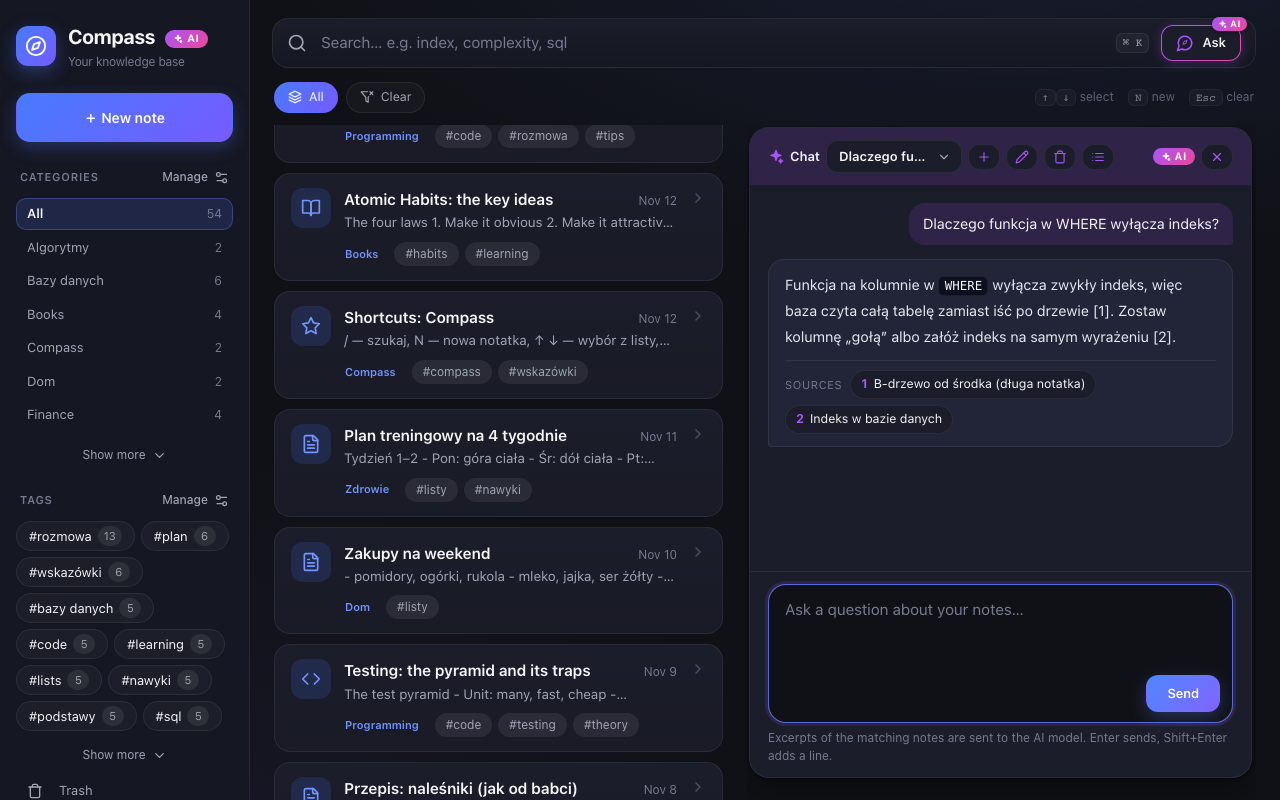 Compass AI
Your knowledge base
+ New note
CATEGORIES Manage
All 54
Algorytmy 2
Bazy danych 6
Books 4
Compass 2
Dom 2
Finance 4
Show more
TAGS Manage
#rozmowa 13 #plan 6
#wskazówki 6
#bazy danych 5
#code 5 #learning 5
#lists 5 #nawyki 5
#podstawy 5 #sql 5
Show more
Trash
Search... e.g. index, complexity, sql ⌘ K Ask AI
All Clear ↑ ↓ select N new Esc clear
Programming #code #rozmowa #tips
Atomic Habits: the key ideas Nov 12
The four laws 1. Make it obvious 2. Make it attractiv...
Books #habits #learning
Shortcuts: Compass Nov 12
/ — szukaj, N — nowa notatka, ↑ ↓ — wybór z listy,...
Compass #compass #wskazówki
Plan treningowy na 4 tygodnie Nov 11
Tydzień 1–2 - Pon: góra ciała - Śr: dół ciała - Pt:...
Zdrowie #listy #nawyki
Zakupy na weekend Nov 10
- pomidory, ogórki, rukola - mleko, jajka, ser żółty -...
Dom #listy
Testing: the pyramid and its traps Nov 9
The test pyramid - Unit: many, fast, cheap -...
Programming #code #testing #theory
Przepis: naleśniki (jak od babci) Nov 8
Chat Dlaczego fu... AI
Dlaczego funkcja w WHERE wyłącza indeks?
Funkcja na kolumnie w WHERE wyłącza zwykły indeks, więc
baza czyta całą tabelę zamiast iść po drzewie [1]. Zostaw
kolumnę „gołą” albo załóż indeks na samym wyrażeniu [2].
SOURCES 1 B-drzewo od środka (długa notatka)
2 Indeks w bazie danych
Ask a question about your notes...
Send
Excerpts of the matching notes are sent to the AI model. Enter sends, Shift+Enter
adds a line.